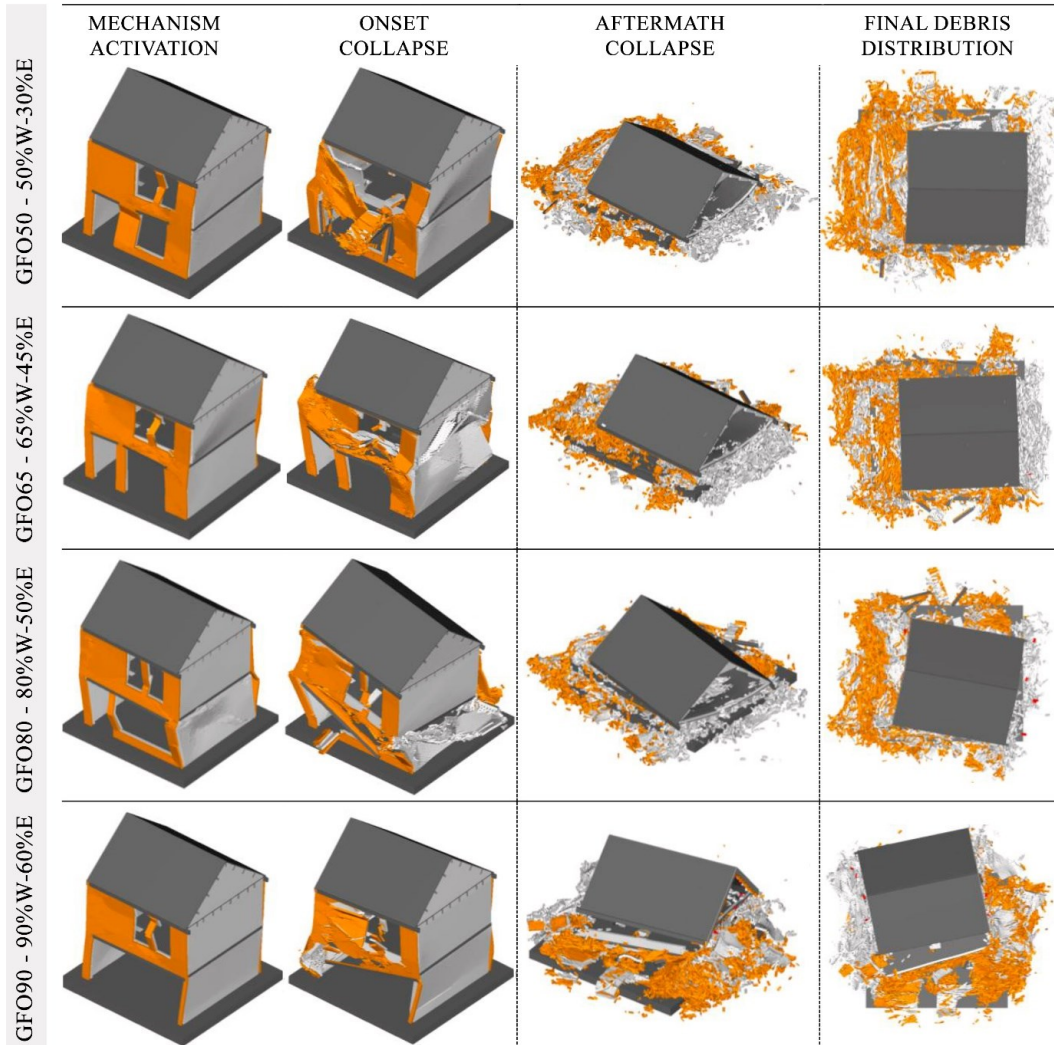 MECHANISM
ACTIVATION
ONSET
COLLAPSE
AFTERMATH
COLLAPSE
FINAL DEBRIS
DISTRIBUTION
GFO50 - 50%W-30%E
GFO65 - 65%W-45%E
GFO80 - 80%W-50%E
GFO90 - 90%W-60%E